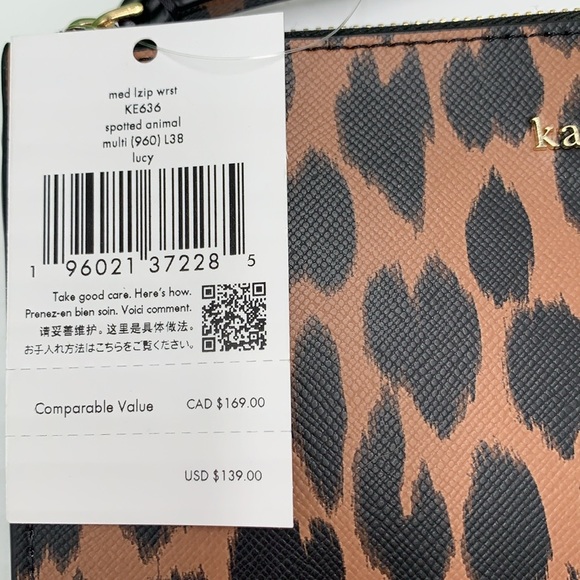 med lzip wrst
KE636
spotted animal
multi (960) L38
lucy
1 96021 37228 5
Take good care. Here's how.
Prenez-en bien soin. Voici comment.
请妥善维护。这里是具体做法。
お手入れ方法はこちらをご覧ください。
Comparable Value CAD $169.00
USD $139.00
ka